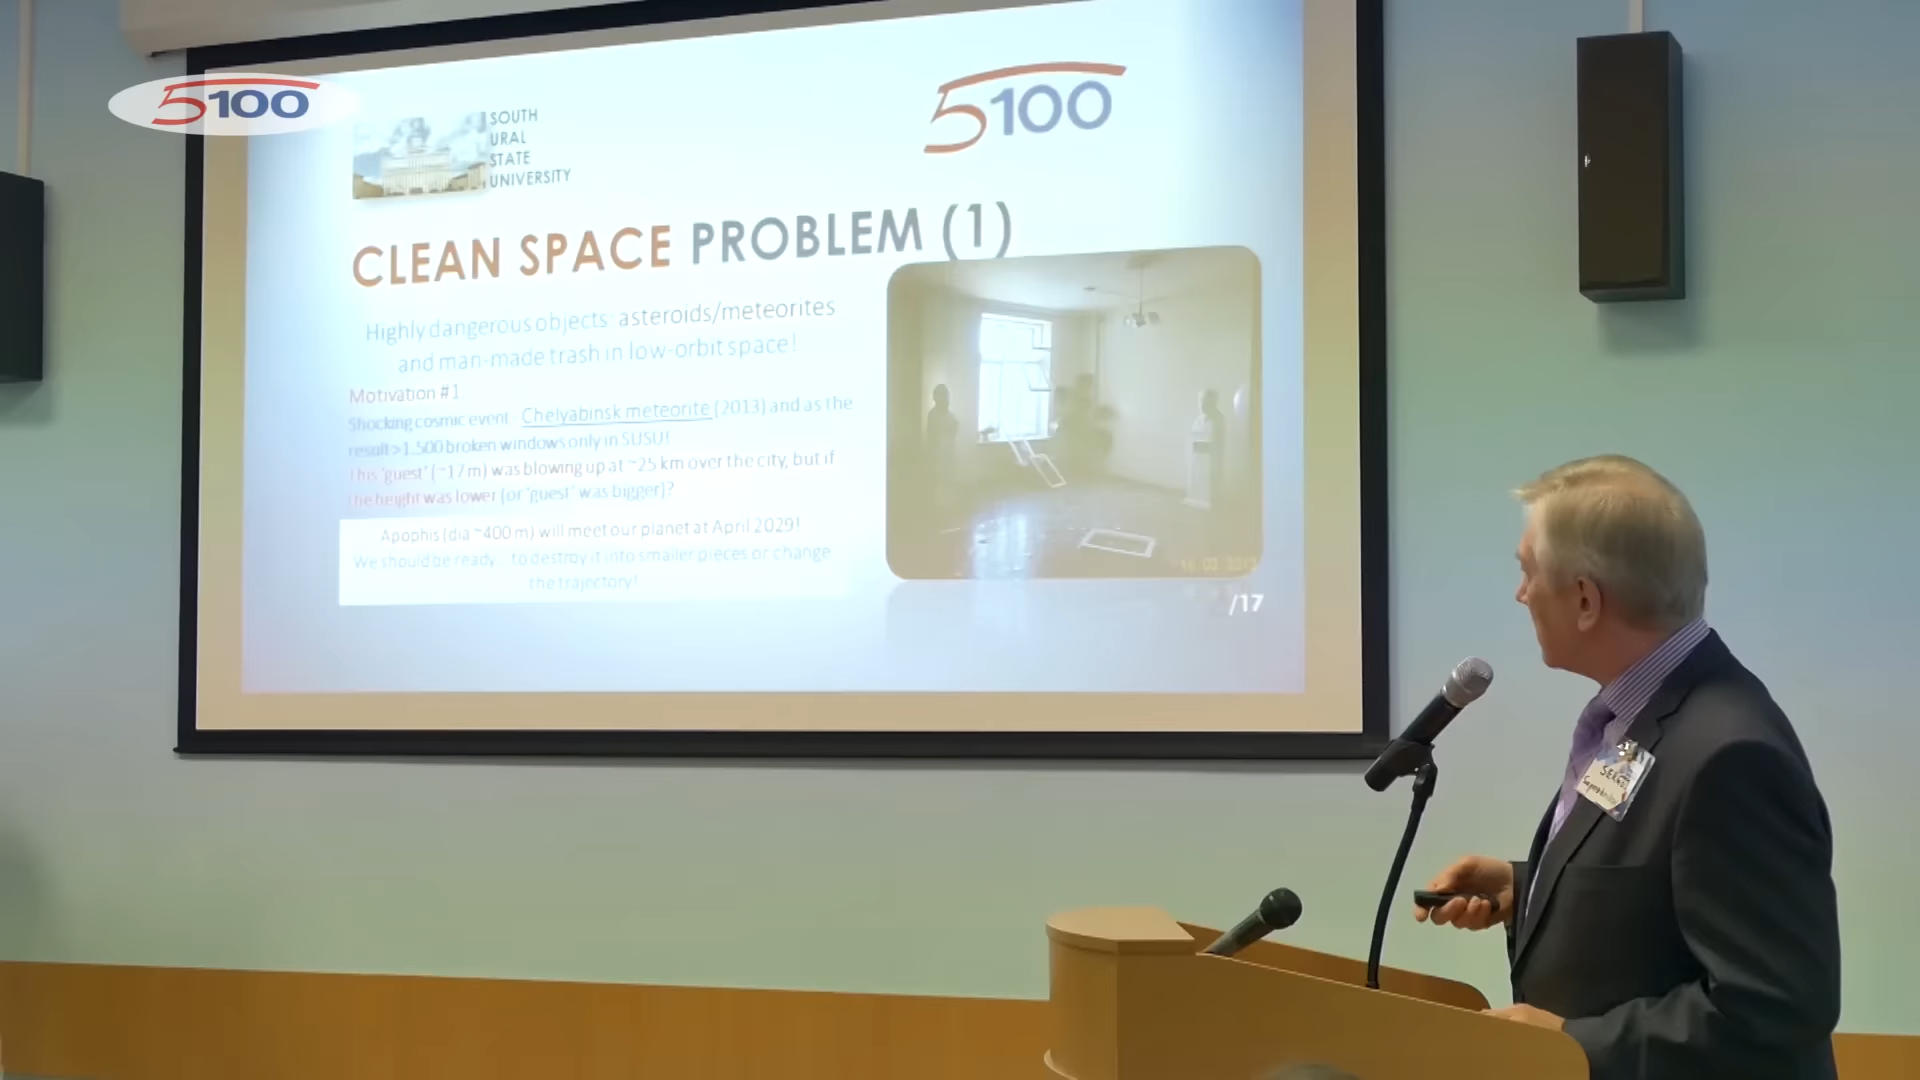 5100
SOUTH
URAL
STATE
UNIVERSITY
5100
CLEAN SPACE PROBLEM (1)
Highly dangerous objects: asteroids/meteorites
and man-made trash in low-orbit space!
Motivation #1
Shocking cosmic event - Chelyabinsk meteorite (2013) and as the
result >1.500 broken windows only in SUSU!
This 'guest' (~17 m) was blowing up at ~25 km over the city, but if
the height was lower (or 'guest' was bigger)?
Apophis (dia ~400 m) will meet our planet at April 2029!
We should be ready to destroy it into smaller pieces or change
the trajectory!
/17